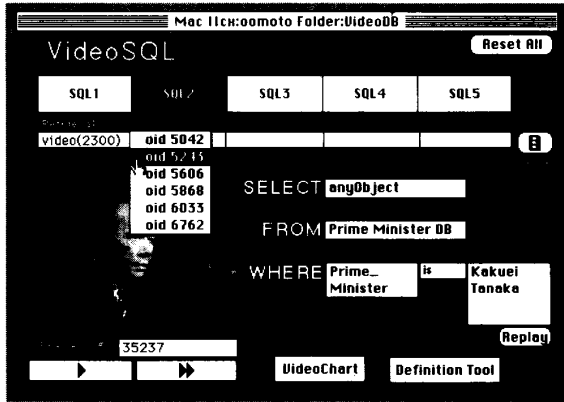 Mac IIcx:oomoto Folder:VideoDB
VideoSQL
Reset All
SQL1
SQL2
SQL3
SQL4
SQL5
video(2300)
oid 5042
oid 5243
oid 5606
oid 5868
oid 6033
oid 6762
SELECT anyObject
FROM Prime Minister DB
WHERE Prime_ is Kakuei
Minister Tanaka
Replay
35237
VideoChart
Definition Tool